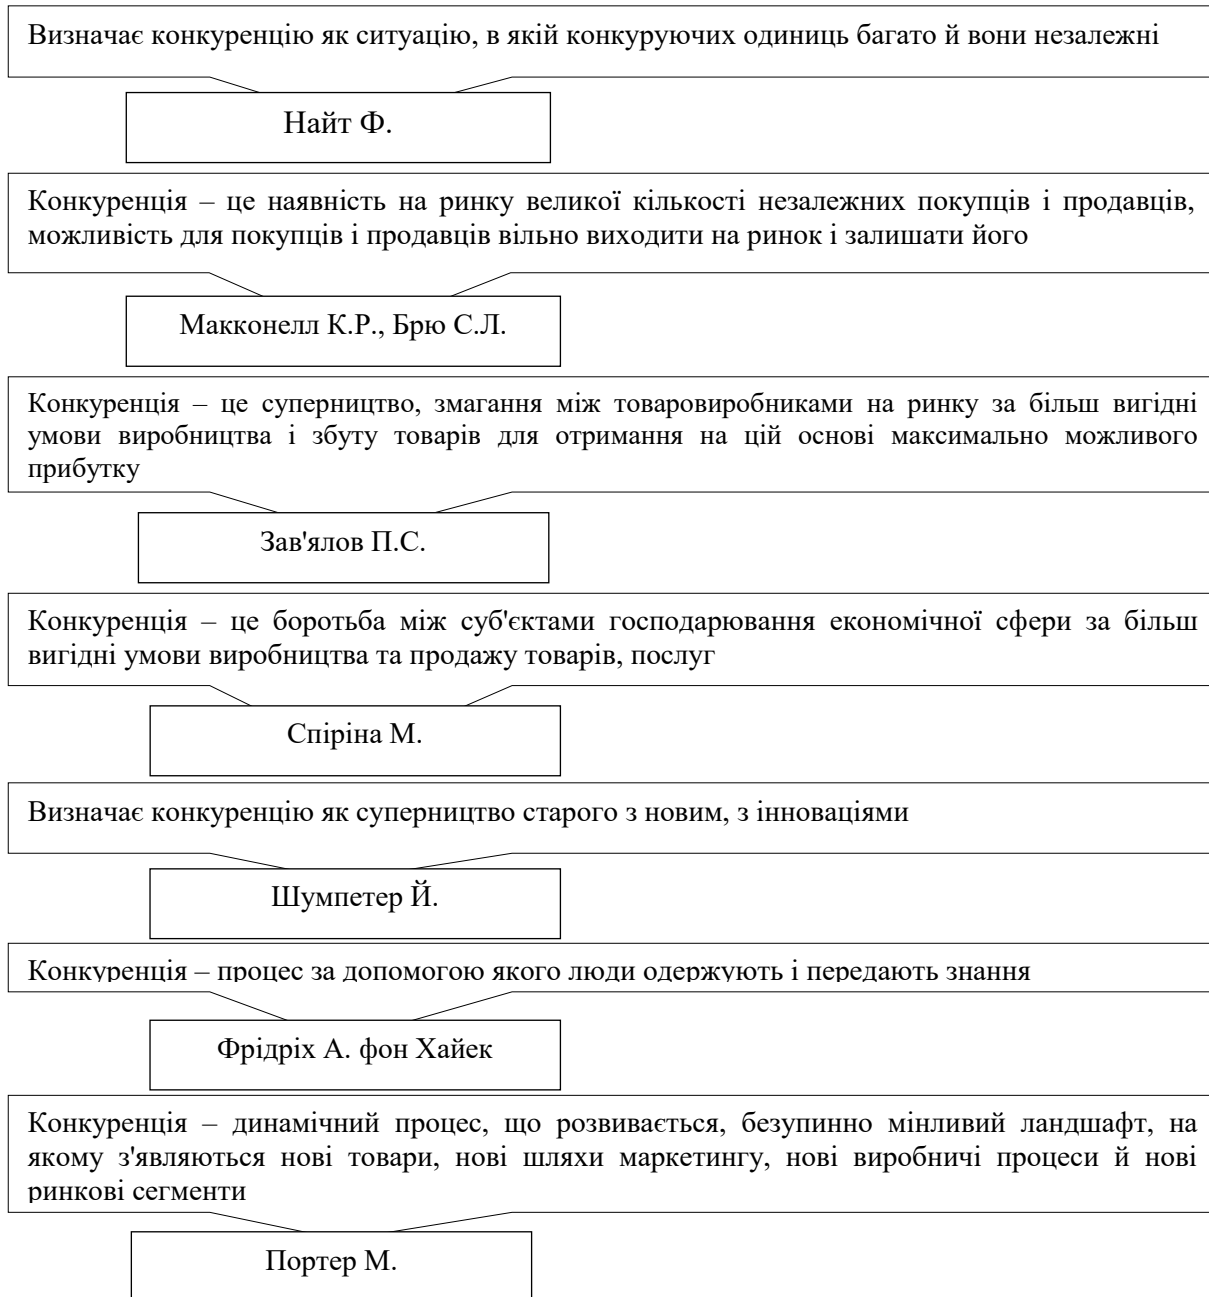 Визначає конкуренцію як ситуацію, в якій конкуруючих одиниць багато й вони незалежні
Найт Ф.
Конкуренція – це наявність на ринку великої кількості незалежних покупців і продавців,
можливість для покупців і продавців вільно виходити на ринок і залишати його
Макконелл К.Р., Брю С.Л.
Конкуренція – це суперництво, змагання між товаровиробниками на ринку за більш вигідні
умови виробництва і збуту товарів для отримання на цій основі максимально можливого
прибутку
Зав'ялов П.С.
Конкуренція – це боротьба між суб'єктами господарювання економічної сфери за більш
вигідні умови виробництва та продажу товарів, послуг
Спіріна М.
Визначає конкуренцію як суперництво старого з новим, з інноваціями
Шумпетер Й.
Конкуренція – процес за допомогою якого люди одержують і передають знання
Фрідріх А. фон Хайек
Конкуренція – динамічний процес, що розвивається, безупинно мінливий ландшафт, на
якому з'являються нові товари, нові шляхи маркетингу, нові виробничі процеси й нові
ринкові сегменти
Портер М.